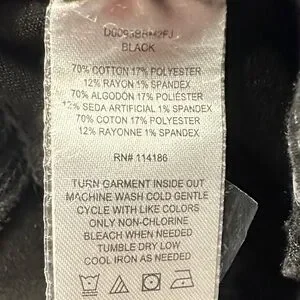 BLACK
70% COTTON 17% POLYESTER
12% RAYON 1% SPANDEX
70% ALGODÓN 17% POLIÉSTER
12% SEDA ARTIFICIAL 1% SPANDEX
70% COTON 17% POLYESTER
12% RAYONNE 1% SPANDEX
RN# 114186
TURN GARMENT INSIDE OUT
MACHINE WASH COLD GENTLE
CYCLE WITH LIKE COLORS
ONLY NON-CHLORINE
BLEACH WHEN NEEDED
TUMBLE DRY LOW
COOL IRON AS NEEDED